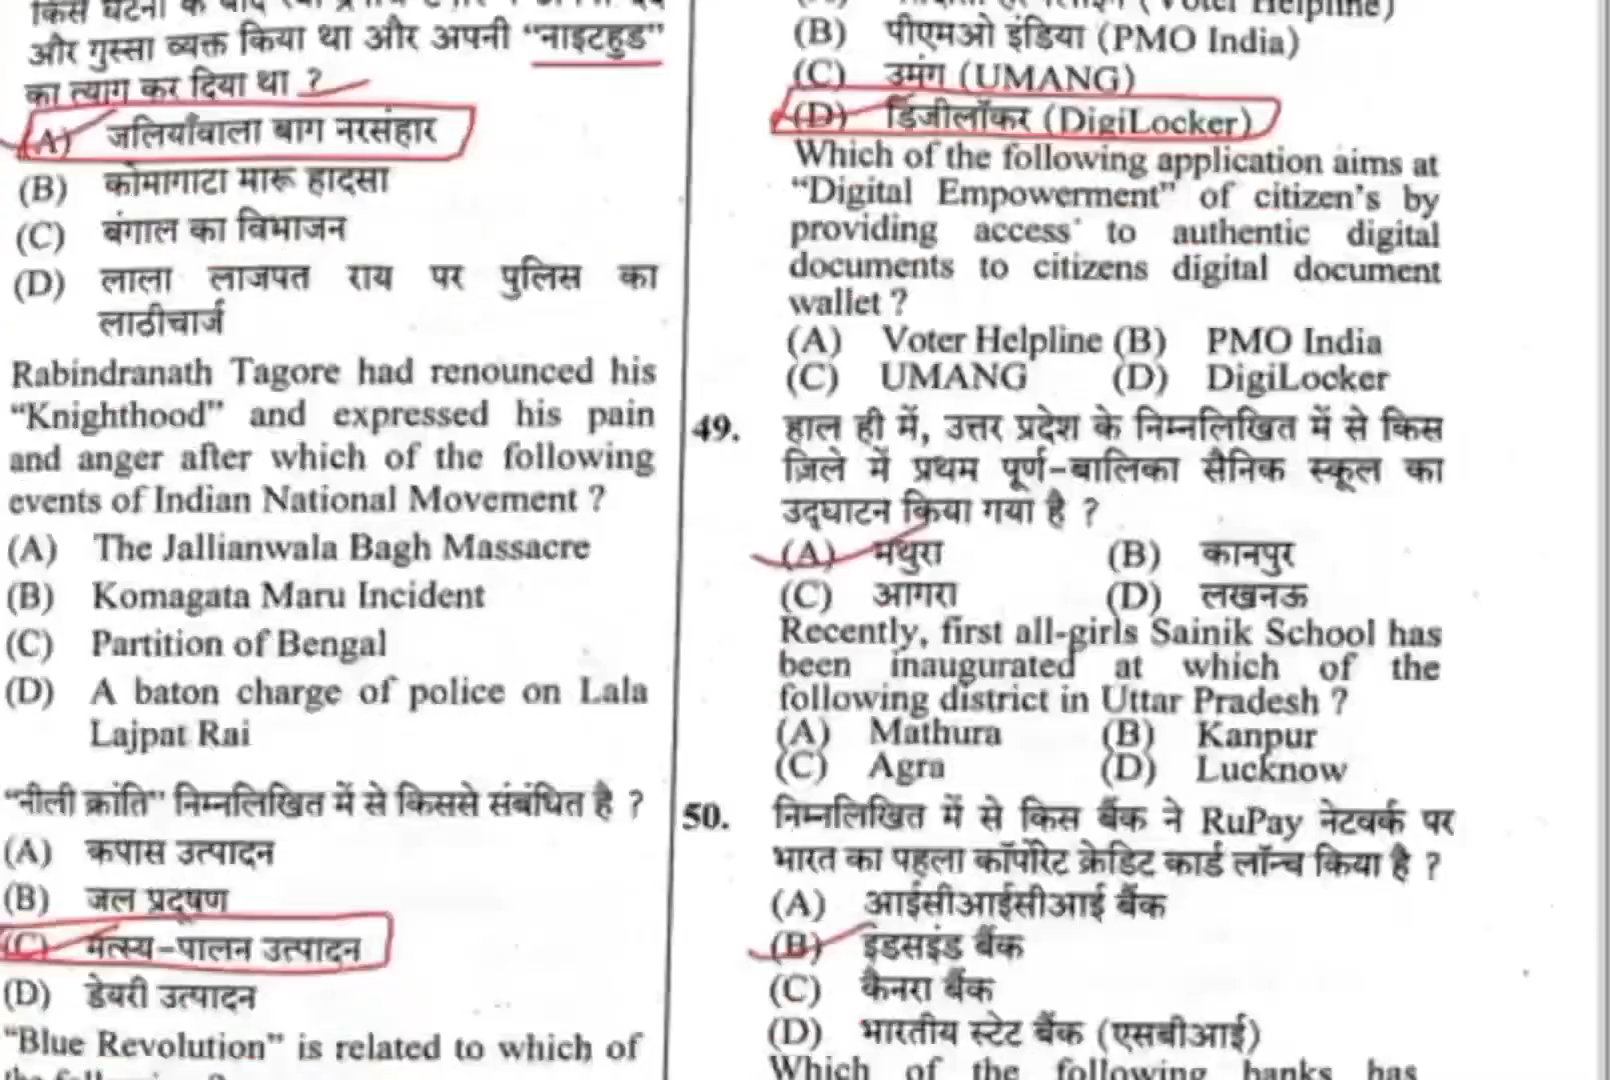 और गुस्सा व्यक्त किया था और अपनी "नाइटहुड"
का त्याग कर दिया था ?
(A) जलियाँवाला बाग नरसंहार
(B) कोमागाटा मारू हादसा
(C) बंगाल का विभाजन
(D) लाला लाजपत राय पर पुलिस का
लाठीचार्ज
Rabindranath Tagore had renounced his
"Knighthood" and expressed his pain
and anger after which of the following
events of Indian National Movement ?
(A) The Jallianwala Bagh Massacre
(B) Komagata Maru Incident
(C) Partition of Bengal
(D) A baton charge of police on Lala
Lajpat Rai
"नीली क्रांति" निम्नलिखित में से किससे संबंधित है ?
(A) कपास उत्पादन
(B) जल प्रदूषण
(C) मत्स्य-पालन उत्पादन
(D) डेयरी उत्पादन
"Blue Revolution" is related to which of
(Voter Helpline)
(B) पीएमओ इंडिया (PMO India)
(C) उमंग (UMANG)
(D) डिजीलॉकर (DigiLocker)
Which of the following application aims at
"Digital Empowerment" of citizen's by
providing access to authentic digital
documents to citizens digital document
wallet ?
(A) Voter Helpline (B) PMO India
(C) UMANG (D) DigiLocker
49. हाल ही में, उत्तर प्रदेश के निम्नलिखित में से किस
ज़िले में प्रथम पूर्ण-बालिका सैनिक स्कूल का
उद्घाटन किया गया है ?
(A) मथुरा (B) कानपुर
(C) आगरा (D) लखनऊ
Recently, first all-girls Sainik School has
been inaugurated at which of the
following district in Uttar Pradesh ?
(A) Mathura (B) Kanpur
(C) Agra (D) Lucknow
50. निम्नलिखित में से किस बैंक ने RuPay नेटवर्क पर
भारत का पहला कॉर्पोरेट क्रेडिट कार्ड लॉन्च किया है ?
(A) आईसीआईसीआई बैंक
(B) इंडसइंड बैंक
(C) कैनरा बैंक
(D) भारतीय स्टेट बैंक (एसबीआई)
Which of the following banks has